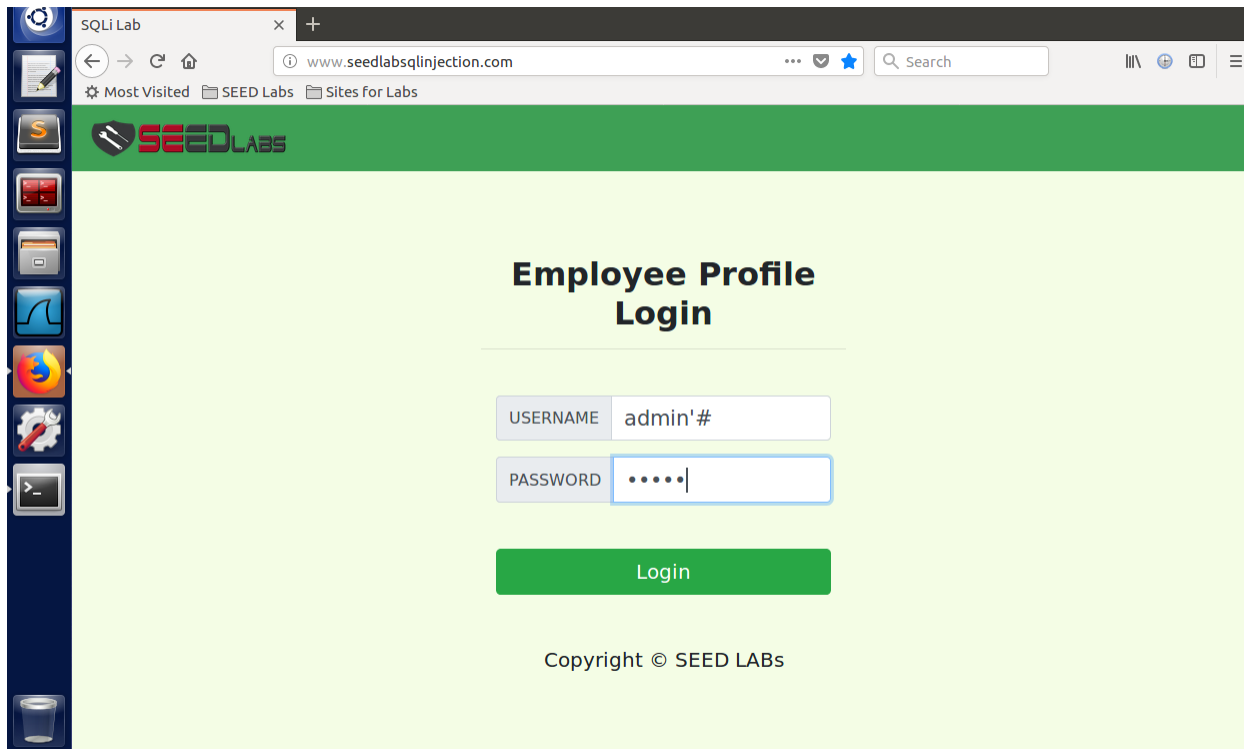 SQLi Lab
www.seedlabsqlinjection.com
Search
Most Visited SEED Labs Sites for Labs
SEEDLABS
Employee Profile
Login
USERNAME admin'#
PASSWORD •••••
Login
Copyright © SEED LABs